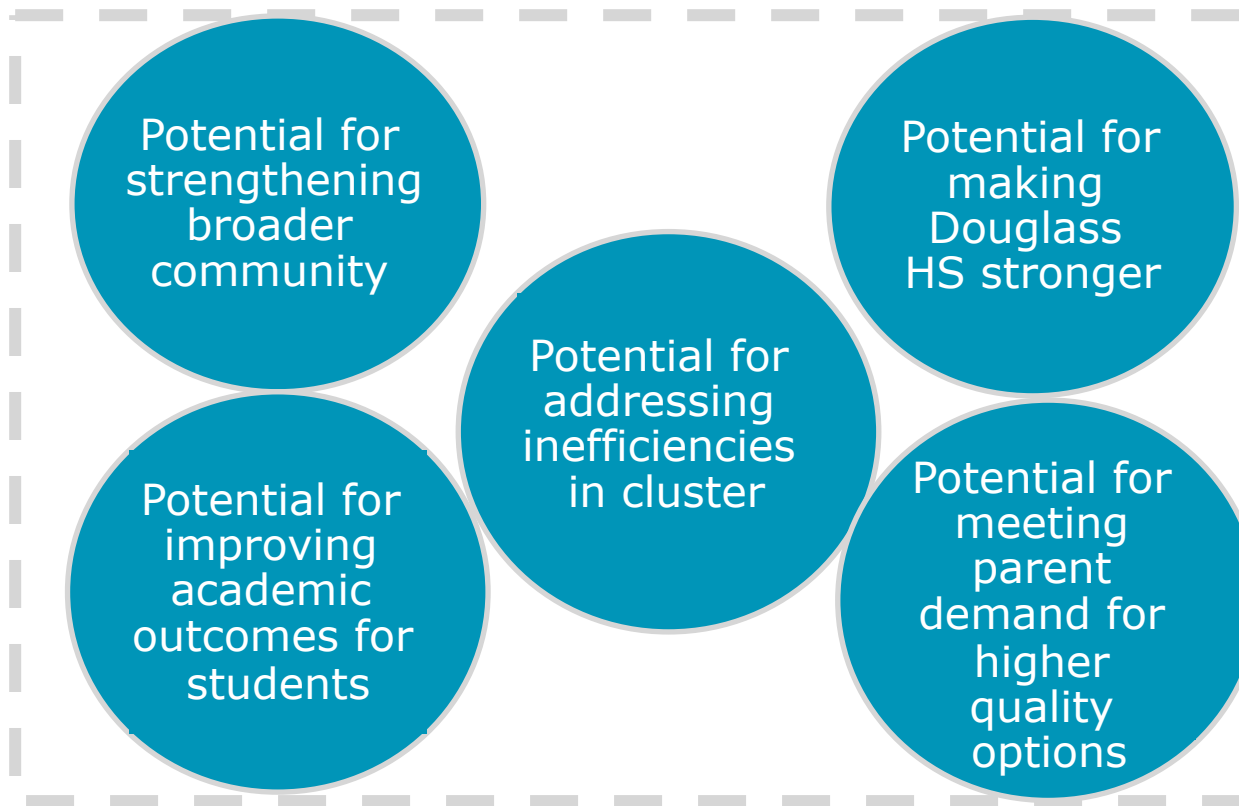 Potential for
strengthening
broader
community
Potential for
making
Douglass
HS stronger
Potential for
addressing
inefficiencies
in cluster
Potential for
improving
academic
outcomes for
students
Potential for
meeting
parent
demand for
higher
quality
options